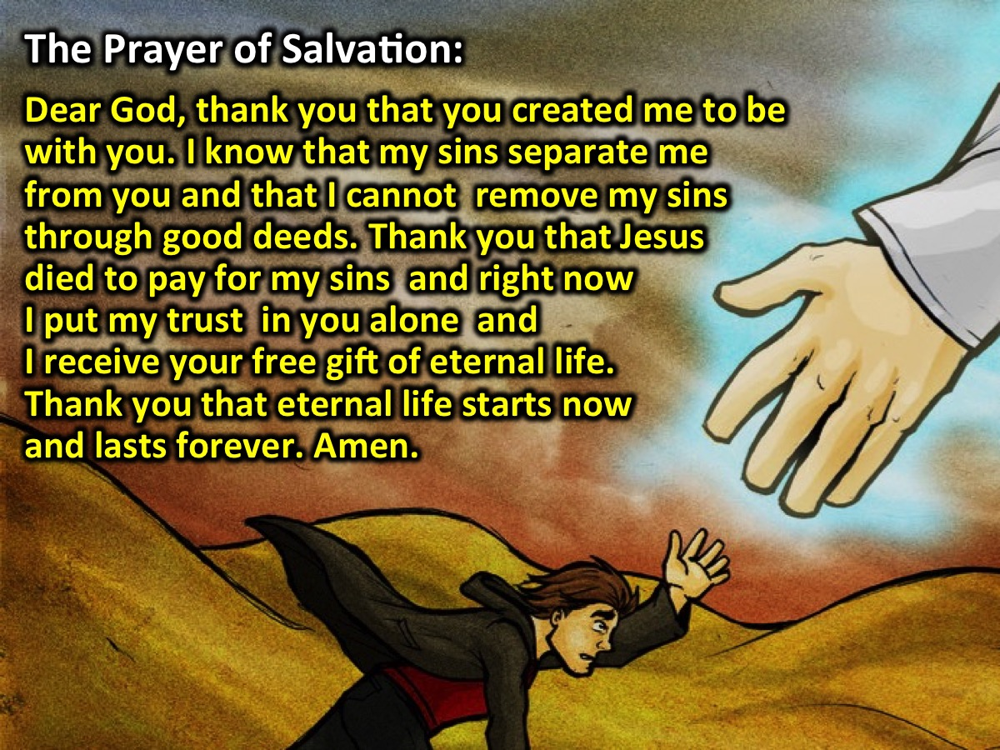 The Prayer of Salvation:
Dear God, thank you that you created me to be
with you. I know that my sins separate me
from you and that I cannot  remove my sins
through good deeds. Thank you that Jesus
died to pay for my sins  and right now
I put my trust  in you alone  and
I receive your free gift of eternal life.
Thank you that eternal life starts now
and lasts forever. Amen.